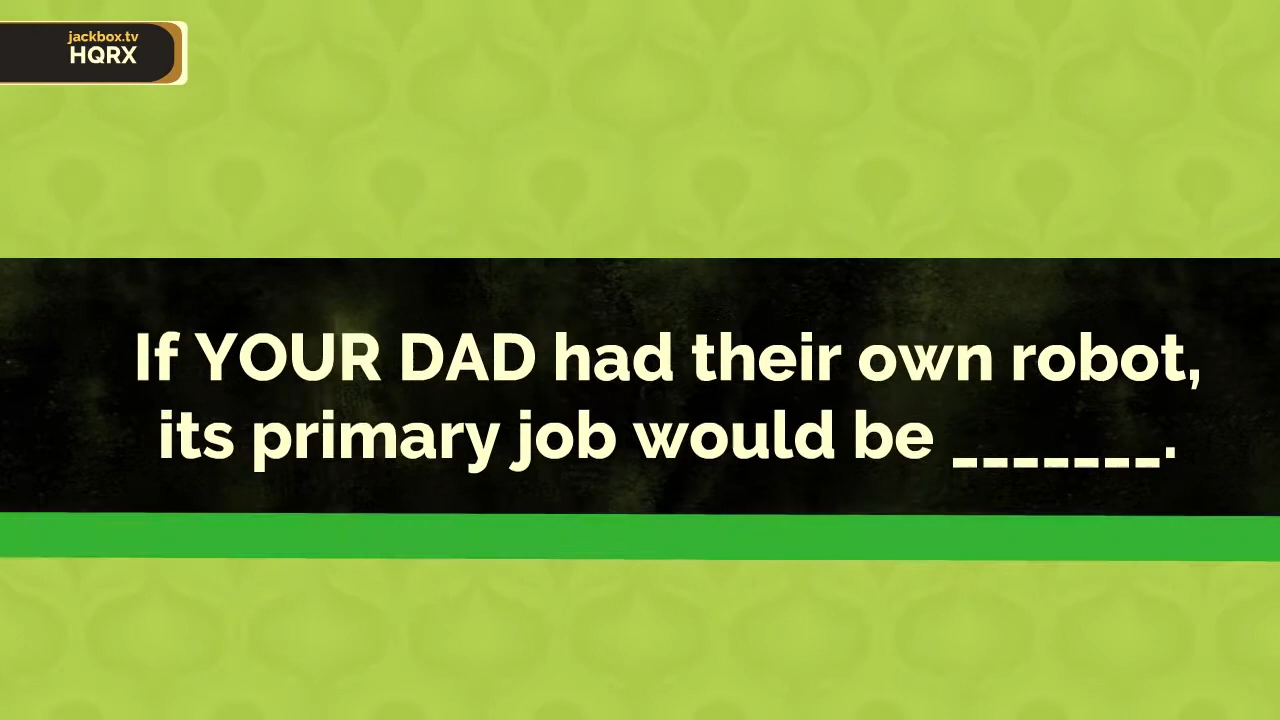 jackbox.tv
HQRX
If YOUR DAD had their own robot,
its primary job would be _______.